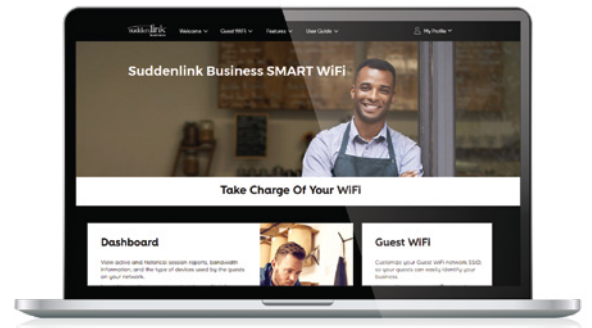 suddenlink Welcome Guest WiFi Features User Guide My Profile
Suddenlink Business SMART WiFi
Take Charge Of Your WiFi
Dashboard
View active and historical session reports, bandwidth
information, and the type of devices used by the guests
on your network.
Guest WiFi
Customize your Guest WiFi network SSID,
so your guests can easily identify your
business.